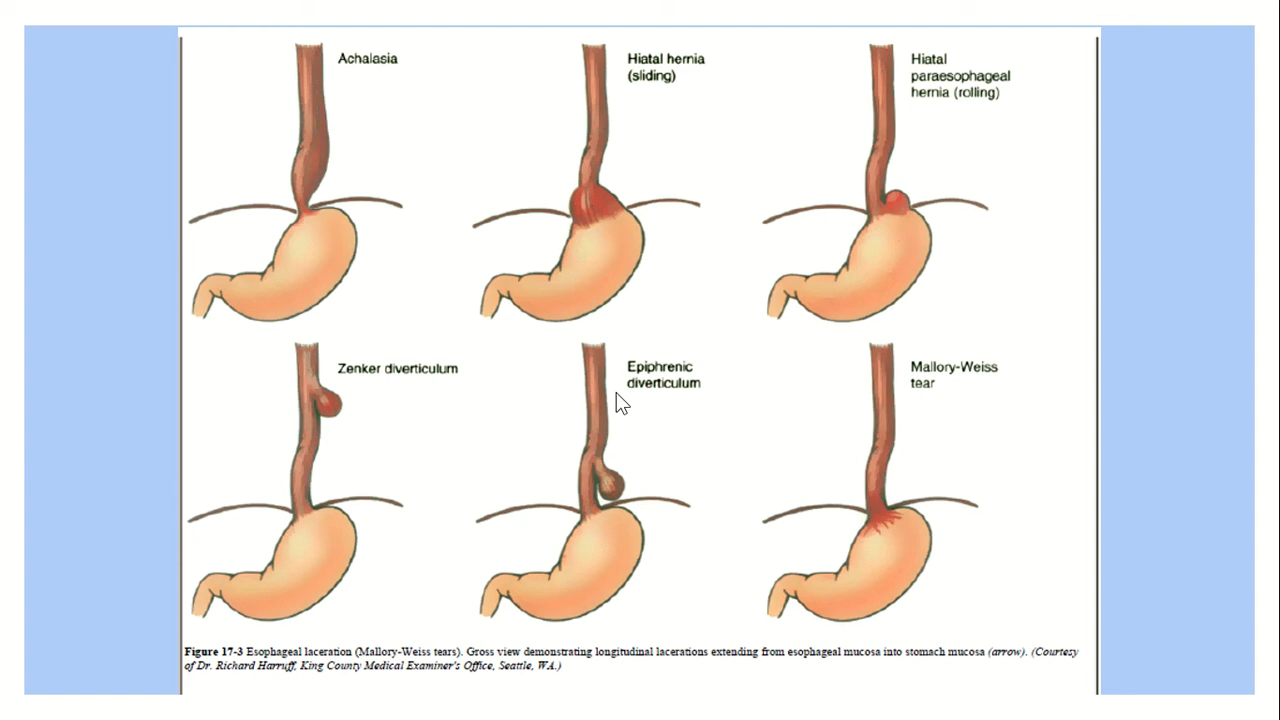 Achalasia
Hiatal hernia
(sliding)
Hiatal
paraesophageal
hernia (rolling)
Zenker diverticulum
Epiphrenic
diverticulum
Mallory-Weiss
tear
Figure 17-3 Esophageal laceration (Mallory-Weiss tears). Gross view demonstrating longitudinal lacerations extending from esophageal mucosa into stomach mucosa (arrow). (Courtesy
of Dr. Richard Harruff, King County Medical Examiner's Office, Seattle, WA.)